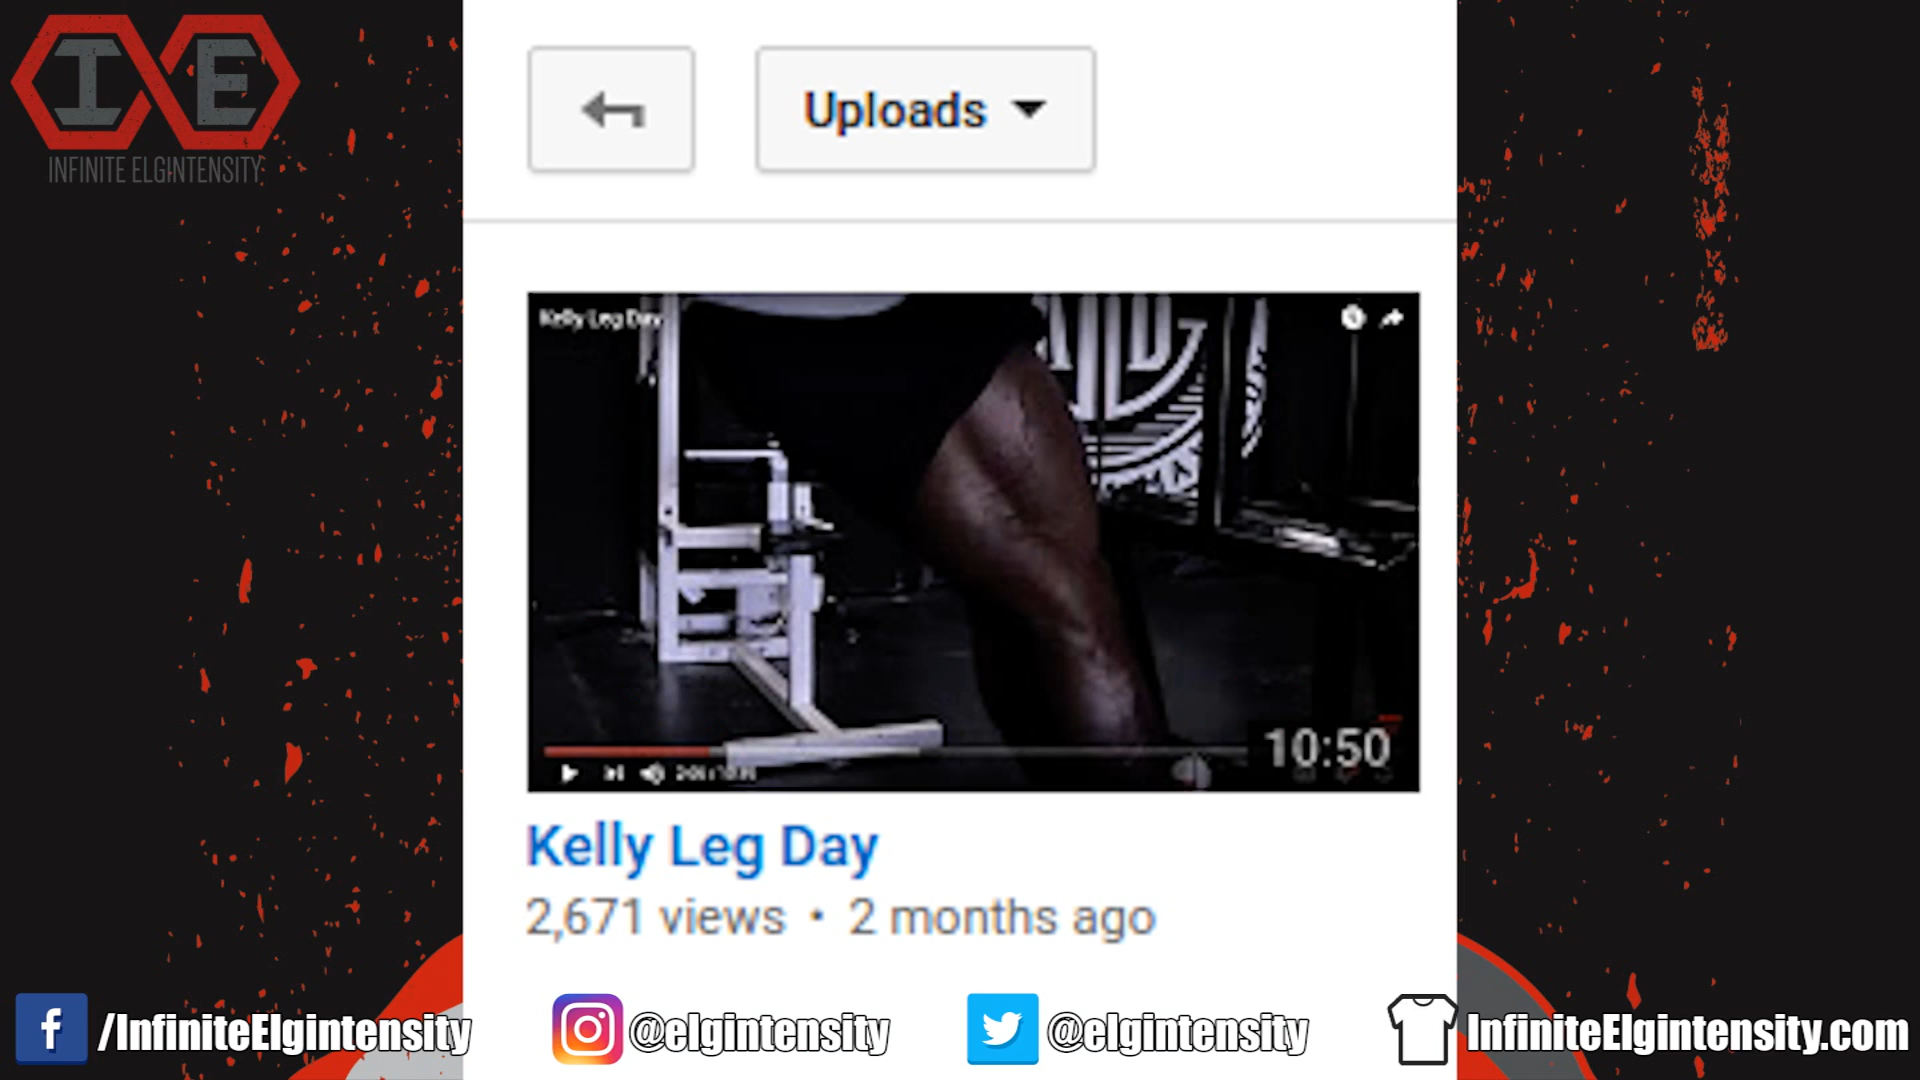 IE
INFINITE ELGINTENSITY
Uploads
Kelly Leg Day
10:50
Kelly Leg Day
2,671 views • 2 months ago
/InfiniteElgintensity
@elgintensity
@elgintensity
InfiniteElgintensity.com